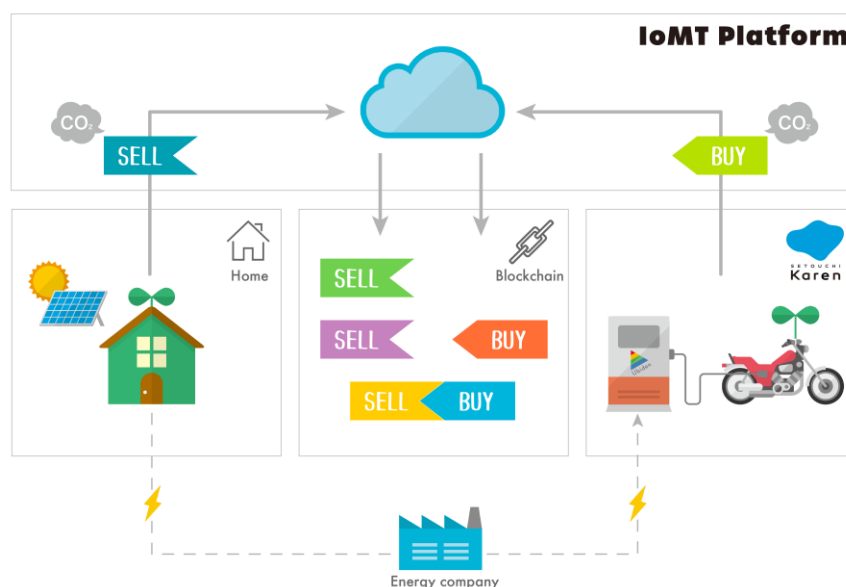 IoMT Platform
CO₂
SELL
BUY
CO₂
Home
Blockchain
SETOUCHI
Karen
SELL
SELL
BUY
SELL
BUY
Energy company